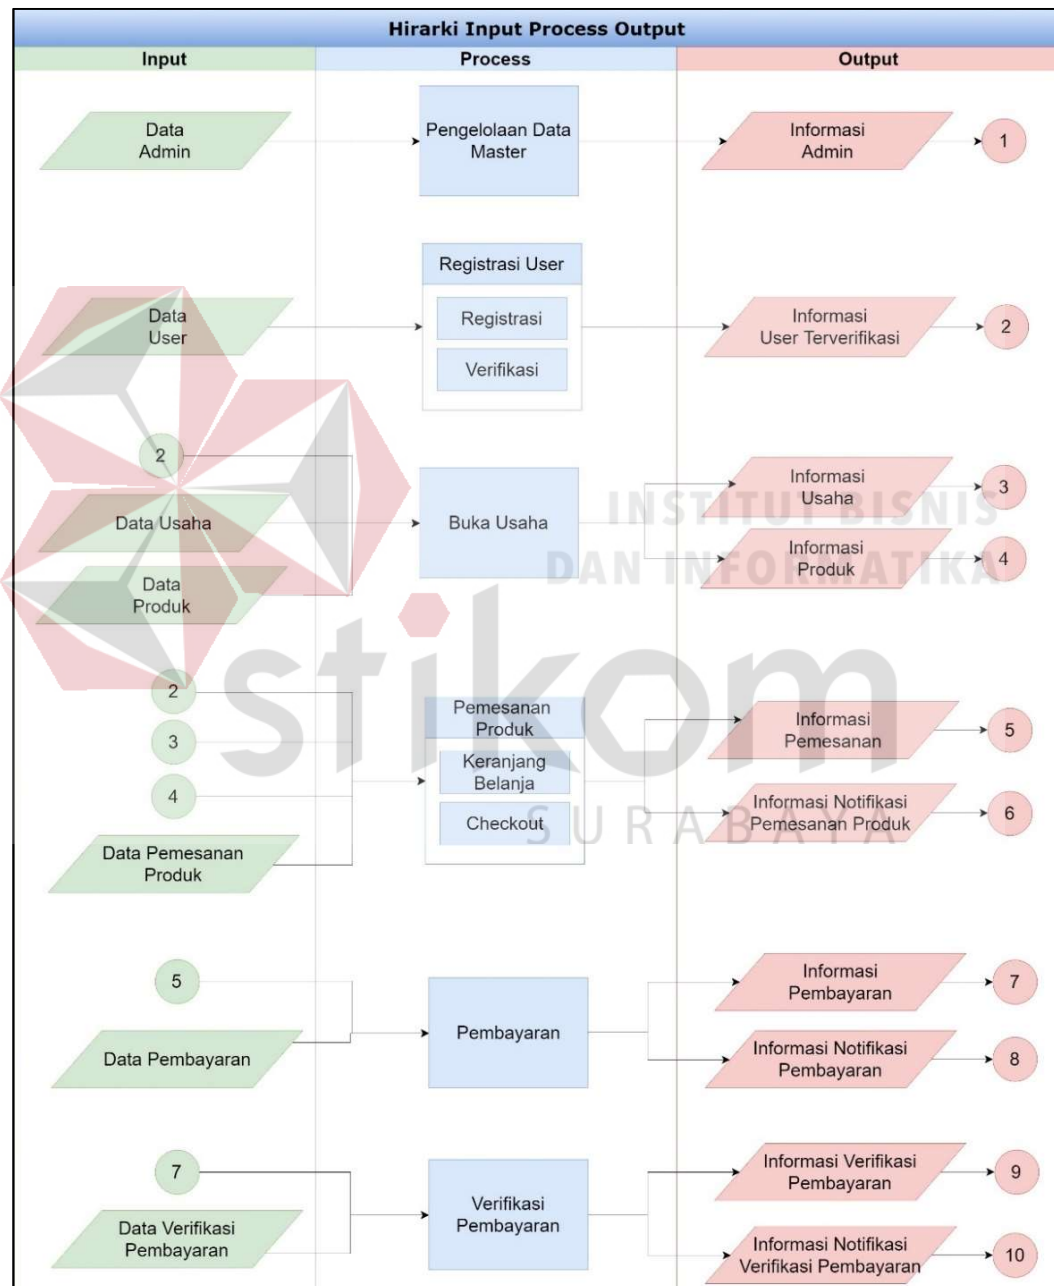 Hirarki Input Process Output
Input
Process
Output
Data
Admin
Pengelolaan Data
Master
Informasi
Admin
1
Data
User
Registrasi User
Registrasi
Verifikasi
Informasi
User Terverifikasi
2
2
Data Usaha
Data
Produk
Buka Usaha
Informasi
Usaha
3
Informasi
Produk
4
INSTITUT BISNIS
DAN INFORMATIKA
stikom
SURABAYA
2
3
4
Data Pemesanan
Produk
Pemesanan
Produk
Keranjang
Belanja
Checkout
Informasi
Pemesanan
5
Informasi Notifikasi
Pemesanan Produk
6
5
Data Pembayaran
Pembayaran
Informasi
Pembayaran
7
Informasi Notifikasi
Pembayaran
8
7
Data Verifikasi
Pembayaran
Verifikasi
Pembayaran
Informasi Verifikasi
Pembayaran
9
Informasi Notifikasi
Verifikasi Pembayaran
10